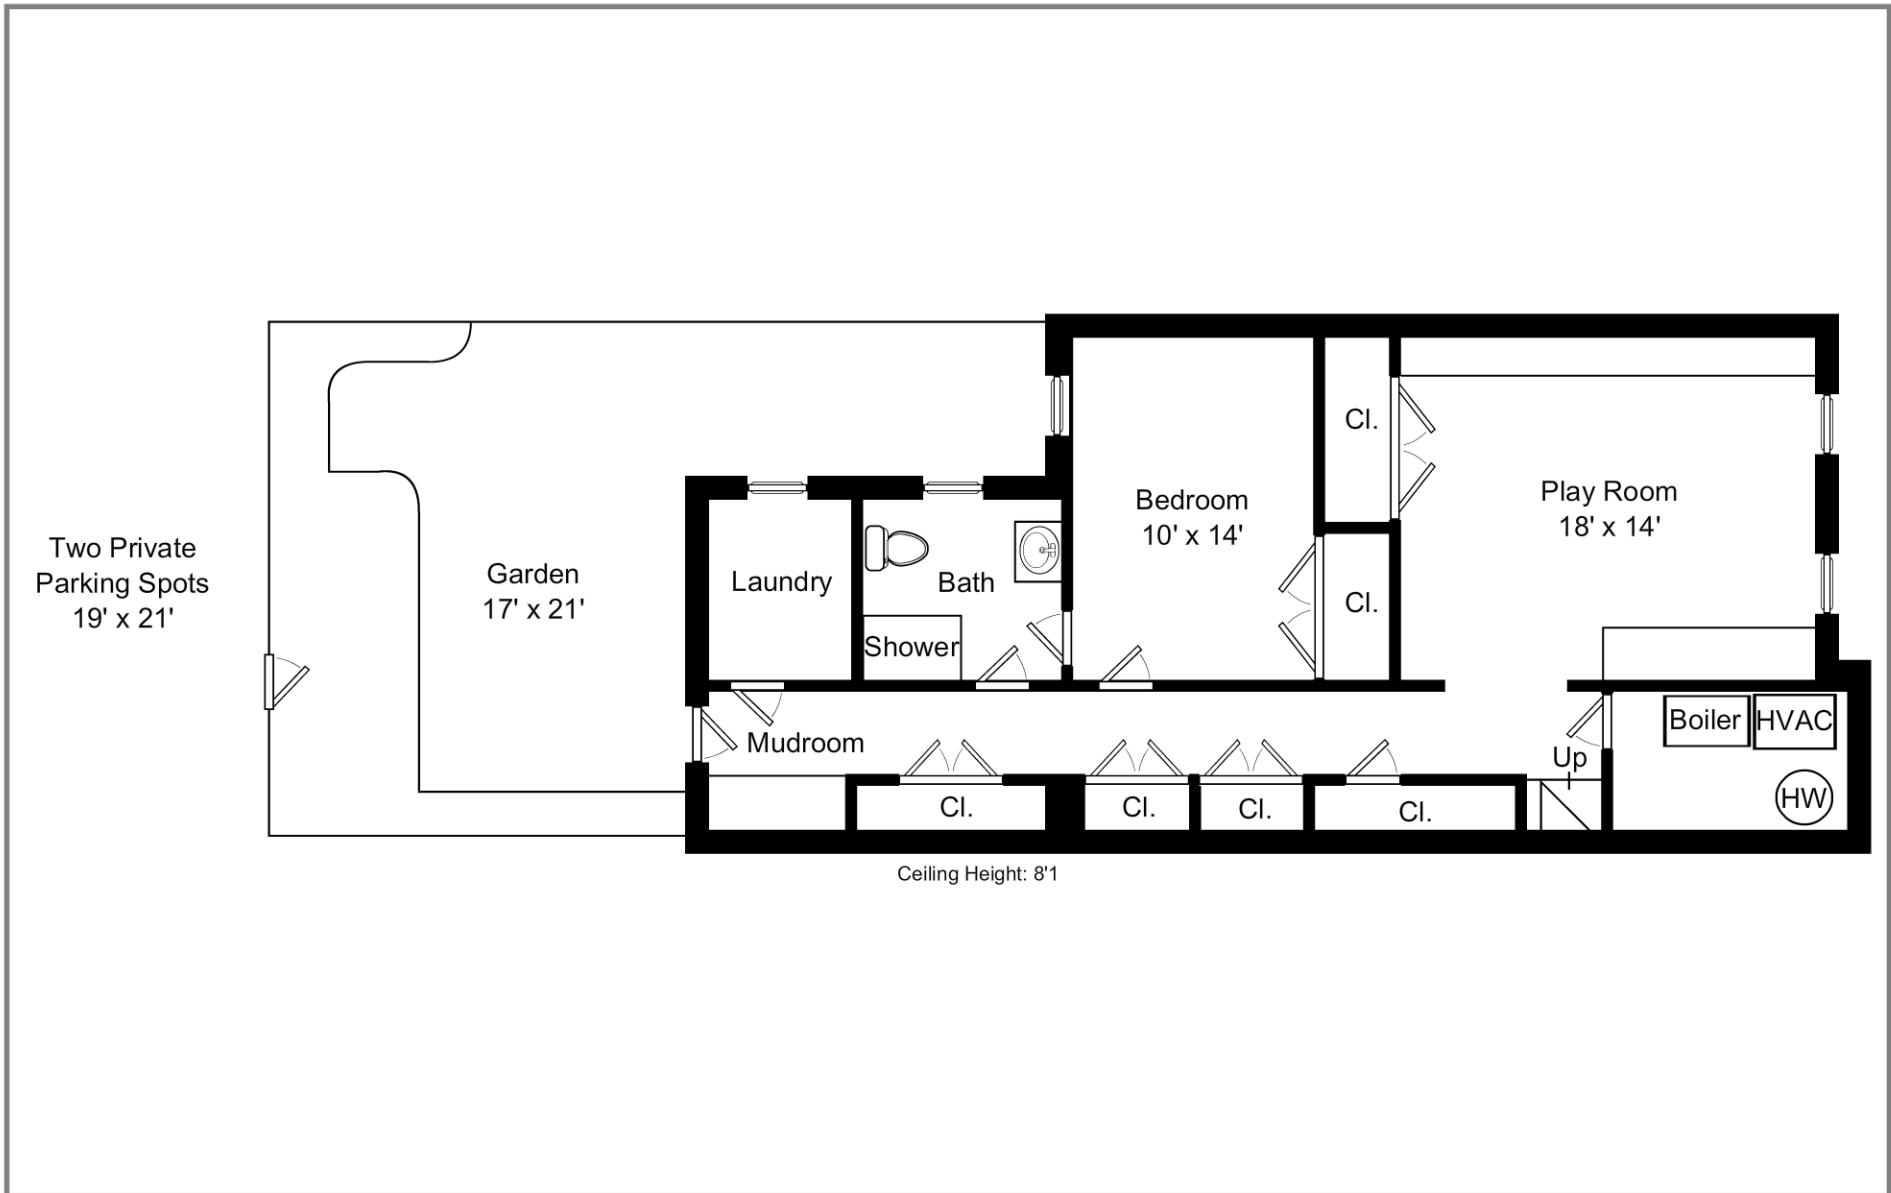 Two Private
Parking Spots
19' x 21'
Garden
17' x 21'
Laundry
Bath
Shower
Mudroom
Bedroom
10' x 14'
Cl.
Cl.
Play Room
18' x 14'
Boiler
HVAC
HW
Up
Cl.
Cl.
Cl.
Cl.
Ceiling Height: 8'1